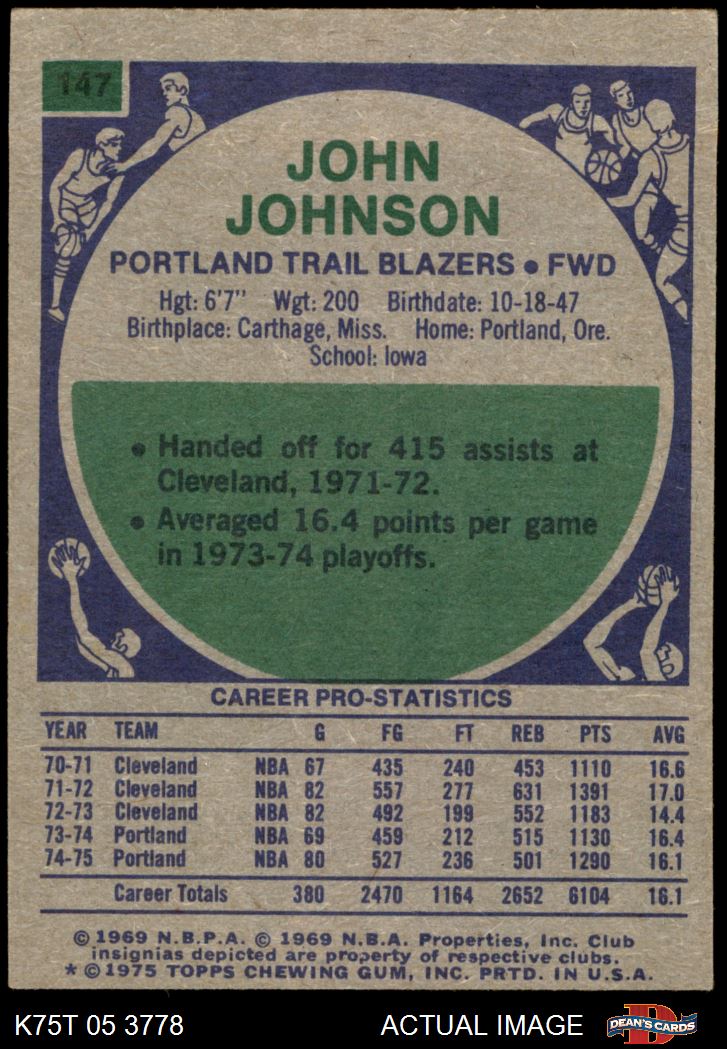 147
JOHN
JOHNSON
PORTLAND TRAIL BLAZERS • FWD
Hgt: 6'7" Wgt: 200 Birthdate: 10-18-47
Birthplace: Carthage, Miss. Home: Portland, Ore.
School: Iowa
• Handed off for 415 assists at
Cleveland, 1971-72.
• Averaged 16.4 points per game
in 1973-74 playoffs.
CAREER PRO-STATISTICS
YEAR TEAM G FG FT REB PTS AVG
70-71 Cleveland NBA 67 435 240 453 1110 16.6
71-72 Cleveland NBA 82 557 277 631 1391 17.0
72-73 Cleveland NBA 82 492 199 552 1183 14.4
73-74 Portland NBA 69 459 212 515 1130 16.4
74-75 Portland NBA 80 527 236 501 1290 16.1
Career Totals 380 2470 1164 2652 6104 16.1
© 1969 N.B.P.A. © 1969 N.B.A. Properties, Inc. Club
insignias depicted are property of respective clubs.
* © 1975 TOPPS CHEWING GUM, INC. PRTD. IN U.S.A.
K75T 05 3778 ACTUAL IMAGE
D
DEAN'S CARDS